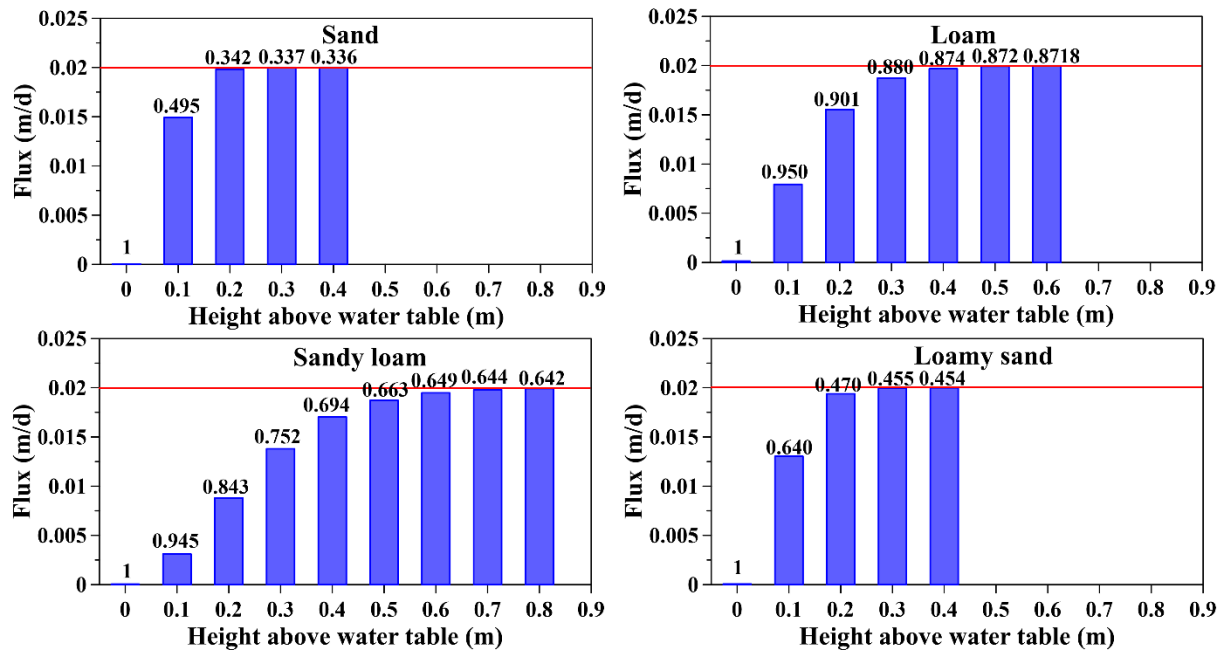 Sand
0.025
0.342 0.337 0.336
0.02
0.495
0.015
0.01
0.005
1
0
Flux (m/d)
0 0.1 0.2 0.3 0.4 0.5 0.6 0.7 0.8 0.9
Height above water table (m)
Loam
0.025
0.880 0.874 0.872 0.8718
0.02
0.901
0.015
0.950
0.01
0.005
1
0
Flux (m/d)
0 0.1 0.2 0.3 0.4 0.5 0.6 0.7 0.8 0.9
Height above water table (m)
Sandy loam
0.025
0.663 0.649 0.644 0.642
0.02
0.694
0.752
0.015
0.843
0.01
0.945
0.005
1
0
Flux (m/d)
0 0.1 0.2 0.3 0.4 0.5 0.6 0.7 0.8 0.9
Height above water table (m)
Loamy sand
0.025
0.470 0.455 0.454
0.02
0.640
0.015
0.01
0.005
1
0
Flux (m/d)
0 0.1 0.2 0.3 0.4 0.5 0.6 0.7 0.8 0.9
Height above water table (m)